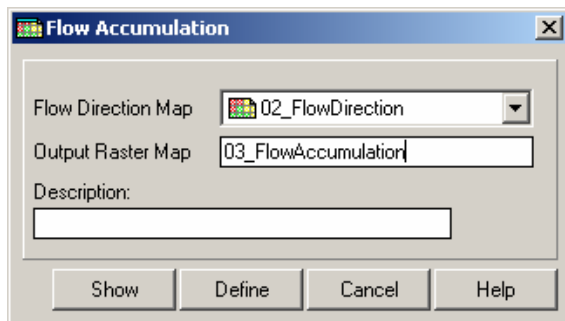 Flow Accumulation
Flow Direction Map 02_FlowDirection
Output Raster Map 03_FlowAccumulation
Description:
Show Define Cancel Help